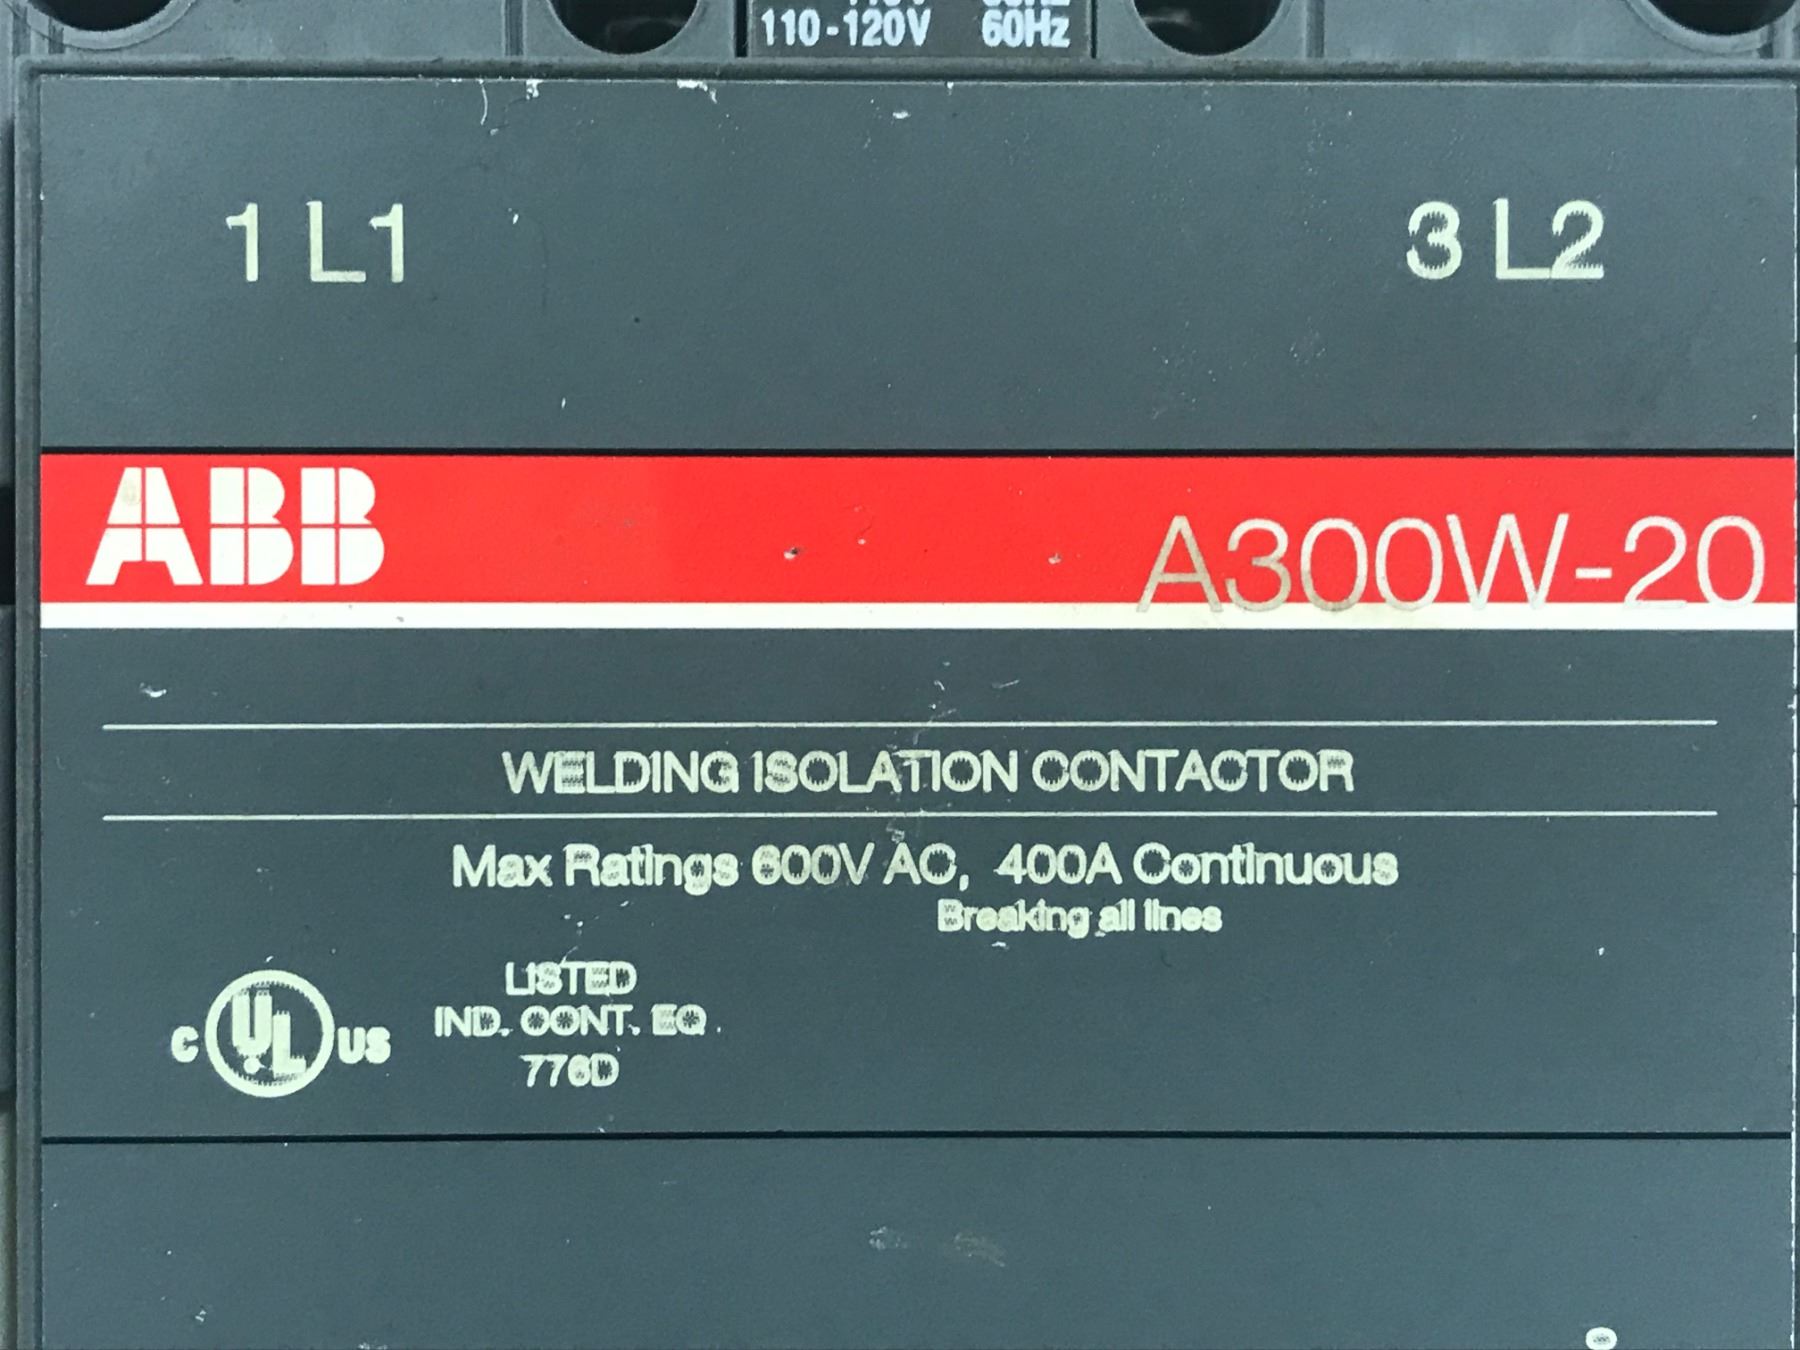 110-120V 60Hz
1 L1 3 L2
ABB A300W-20
WELDING ISOLATION CONTACTOR
Max Ratings 600V AC, 400A Continuous
Breaking all lines
LISTED
IND. CONT. EQ.
776D
C UL US